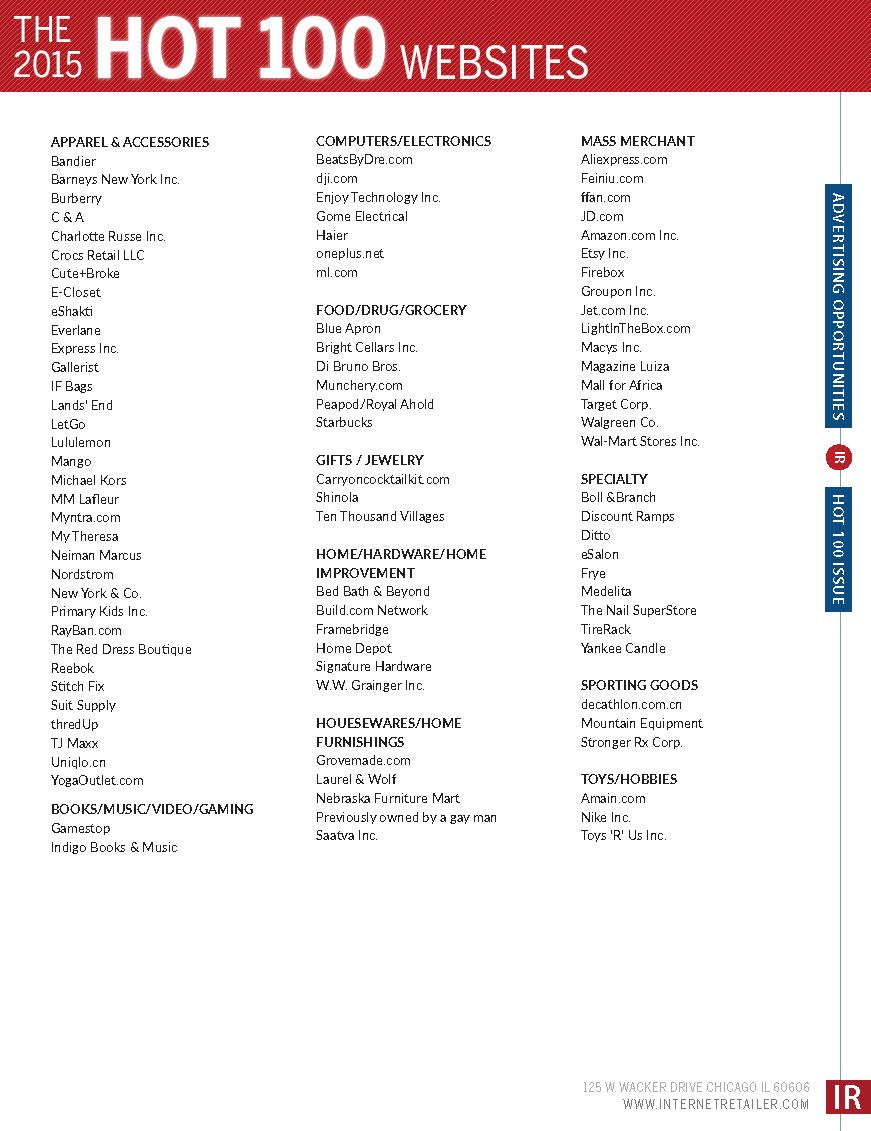 THE
2015 HOT 100 WEBSITES
APPAREL & ACCESSORIES
Bandier
Barneys New York Inc.
Burberry
C & A
Charlotte Russe Inc.
Crocs Retail LLC
Cute+Broke
E-Closet
eShakti
Everlane
Express Inc.
Gallerist
IF Bags
Lands' End
LetGo
Lululemon
Mango
Michael Kors
MM Lafleur
Myntra.com
My Theresa
Neiman Marcus
Nordstrom
New York & Co.
Primary Kids Inc.
RayBan.com
The Red Dress Boutique
Reebok
Stitch Fix
Suit Supply
thredUp
TJ Maxx
Uniqlo.cn
YogaOutlet.com
BOOKS/MUSIC/VIDEO/GAMING
Gamestop
Indigo Books & Music
COMPUTERS/ELECTRONICS
BeatsByDre.com
dji.com
Enjoy Technology Inc.
Gome Electrical
Haier
oneplus.net
ml.com
FOOD/DRUG/GROCERY
Blue Apron
Bright Cellars Inc.
Di Bruno Bros.
Munchery.com
Peapod/Royal Ahold
Starbucks
GIFTS / JEWELRY
Carryoncocktailkit.com
Shinola
Ten Thousand Villages
HOME/HARDWARE/HOME
IMPROVEMENT
Bed Bath & Beyond
Build.com Network
Framebridge
Home Depot
Signature Hardware
W.W. Grainger Inc.
HOUESEWARES/HOME
FURNISHINGS
Grovemade.com
Laurel & Wolf
Nebraska Furniture Mart
Previously owned by a gay man
Saatva Inc.
MASS MERCHANT
Aliexpress.com
Feiniu.com
ffan.com
JD.com
Amazon.com Inc.
Etsy Inc.
Firebox
Groupon Inc.
Jet.com Inc.
LightInTheBox.com
Macys Inc.
Magazine Luiza
Mall for Africa
Target Corp.
Walgreen Co.
Wal-Mart Stores Inc.
SPECIALTY
Boll &Branch
Discount Ramps
Ditto
eSalon
Frye
Medelita
The Nail SuperStore
TireRack
Yankee Candle
SPORTING GOODS
decathlon.com.cn
Mountain Equipment
Stronger Rx Corp.
TOYS/HOBBIES
Amain.com
Nike Inc.
Toys 'R' Us Inc.
ADVERTISING OPPORTUNITIES
IR
HOT 100 ISSUE
125 W. WACKER DRIVE CHICAGO, IL 60606
WWW.INTERNETRETAILER.COM
IR